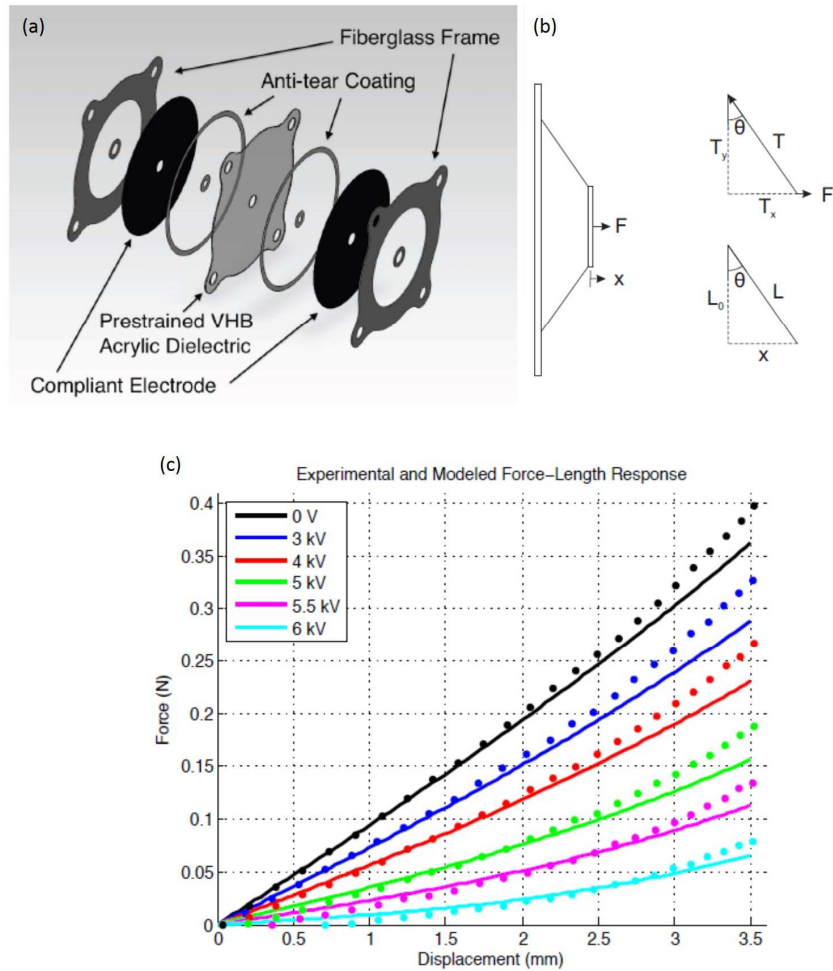 (a)
Fiberglass Frame
Anti-tear Coating
Prestrained VHB
Acrylic Dielectric
Compliant Electrode
(b)
θ
T
T_y
F
T_x
F
x
θ
L_0
L
x
(c)
Experimental and Modeled Force−Length Response
0.4
0.35
0.3
0.25
0.2
0.15
0.1
0.05
0
Force (N)
0 V
3 kV
4 kV
5 kV
5.5 kV
6 kV
0
0.5
1
1.5
2
2.5
3
3.5
Displacement (mm)